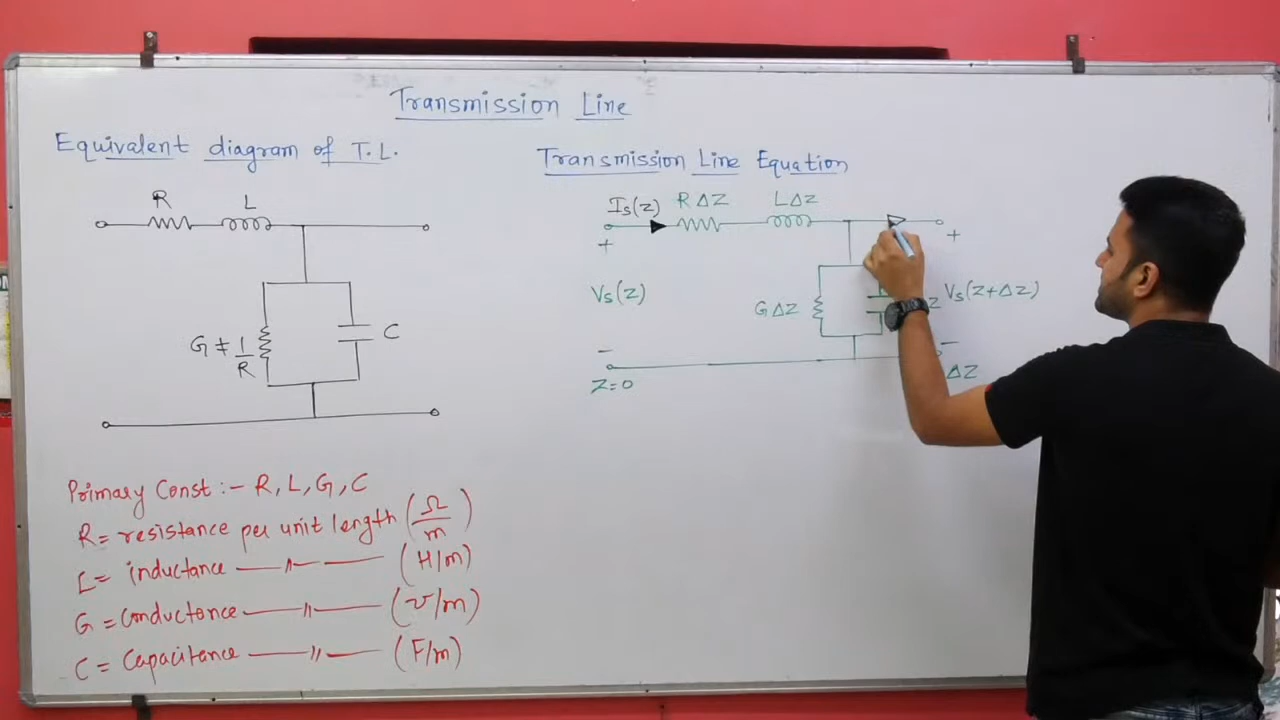 Transmission Line
Equivalent diagram of T.L.
R L
G ≠ 1/R
C
Primary Const :- R, L, G, C
R = resistance per unit length (Ω/m)
L = inductance —〃— (H/m)
G = Conductance —〃— (℧/m)
C = Capacitance —〃— (F/m)
Transmission Line Equation
Is(z) RΔZ LΔZ
+ +
Vs(z) GΔZ Z Vs(z+Δz)
− −
Z=0 ΔZ